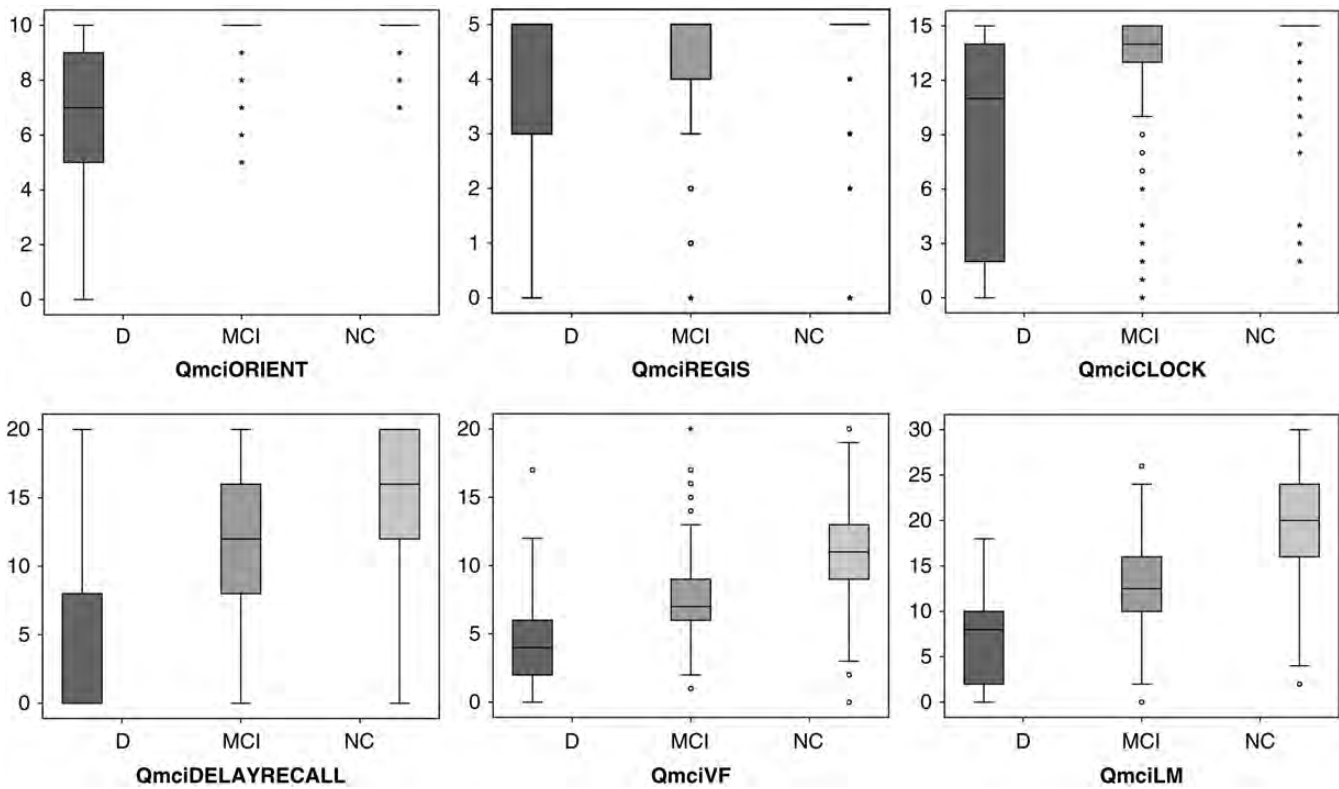 10
8
6
4
2
0
D MCI NC
QmciORIENT
5
4
3
2
1
0
D MCI NC
QmciREGIS
15
12
9
6
3
0
D MCI NC
QmciCLOCK
20
15
10
5
0
D MCI NC
QmciDELAYRECALL
20
15
10
5
0
D MCI NC
QmciVF
30
25
20
15
10
5
0
D MCI NC
QmciLM